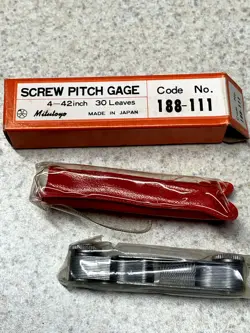 SCREW PITCH GAGE
4-42inch 30 Leaves
Mitutoyo MADE IN JAPAN
Code No.
188-111